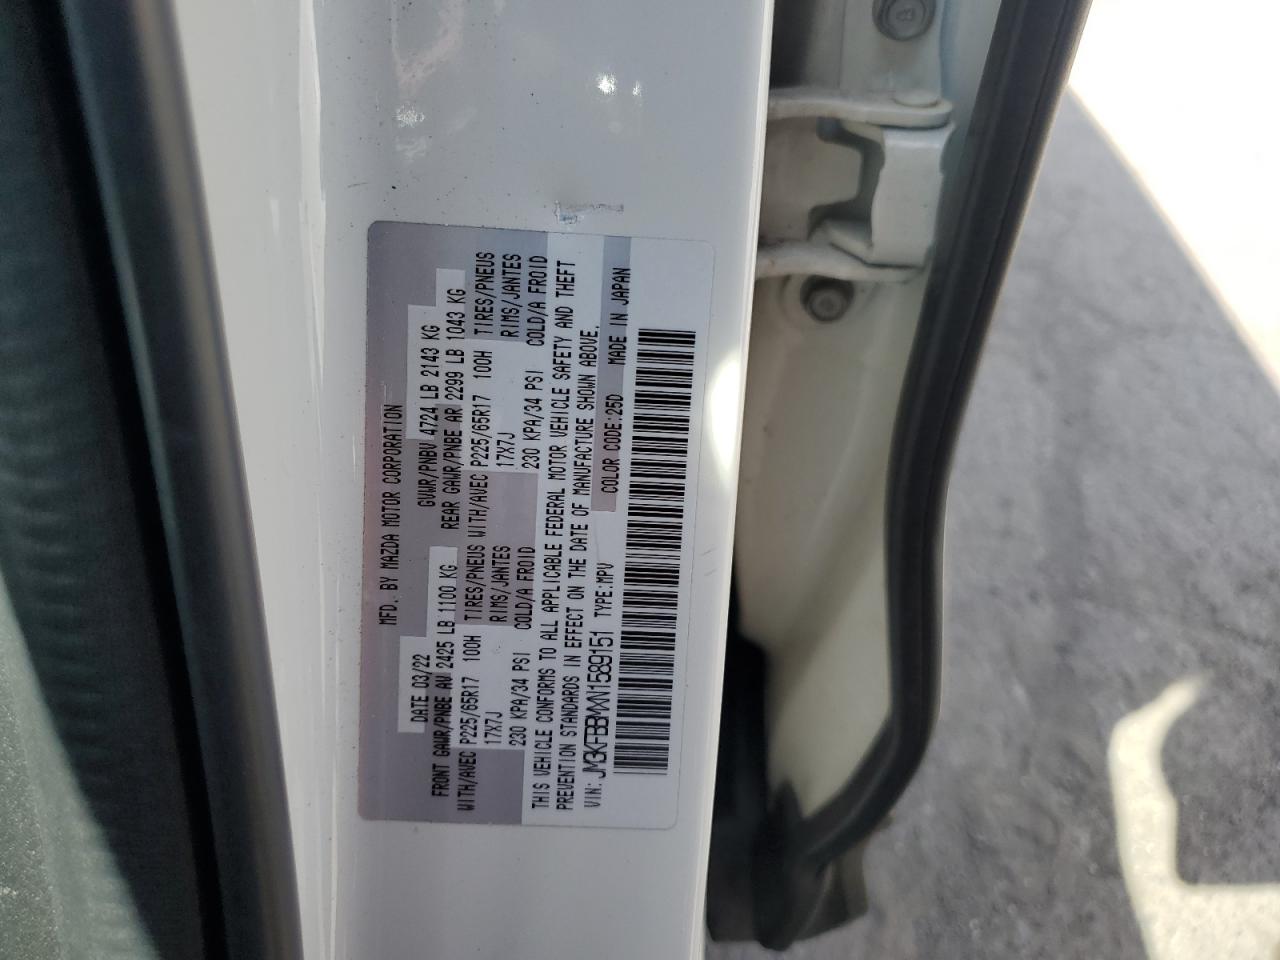 MFD. BY MAZDA MOTOR CORPORATION
DATE 03/22 GVWR/PNBV 4724 LB 2143 KG
FRONT GAWR/PNBE AV 2425 LB 1100 KG REAR GAWR/PNBE AR 2299 LB 1043 KG
WITH/AVEC P225/65R17 100H TIRES/PNEUS WITH/AVEC P225/65R17 100H TIRES/PNEUS
17X7J RIMS/JANTES 17X7J RIMS/JANTES
230 KPA/34 PSI COLD/A FROID 230 KPA/34 PSI COLD/A FROID
THIS VEHICLE CONFORMS TO ALL APPLICABLE FEDERAL MOTOR VEHICLE SAFETY AND THEFT
PREVENTION STANDARDS IN EFFECT ON THE DATE OF MANUFACTURE SHOWN ABOVE.
VIN: JM3KFBBMXN1589151 TYPE:MPV COLOR CODE:25D MADE IN JAPAN